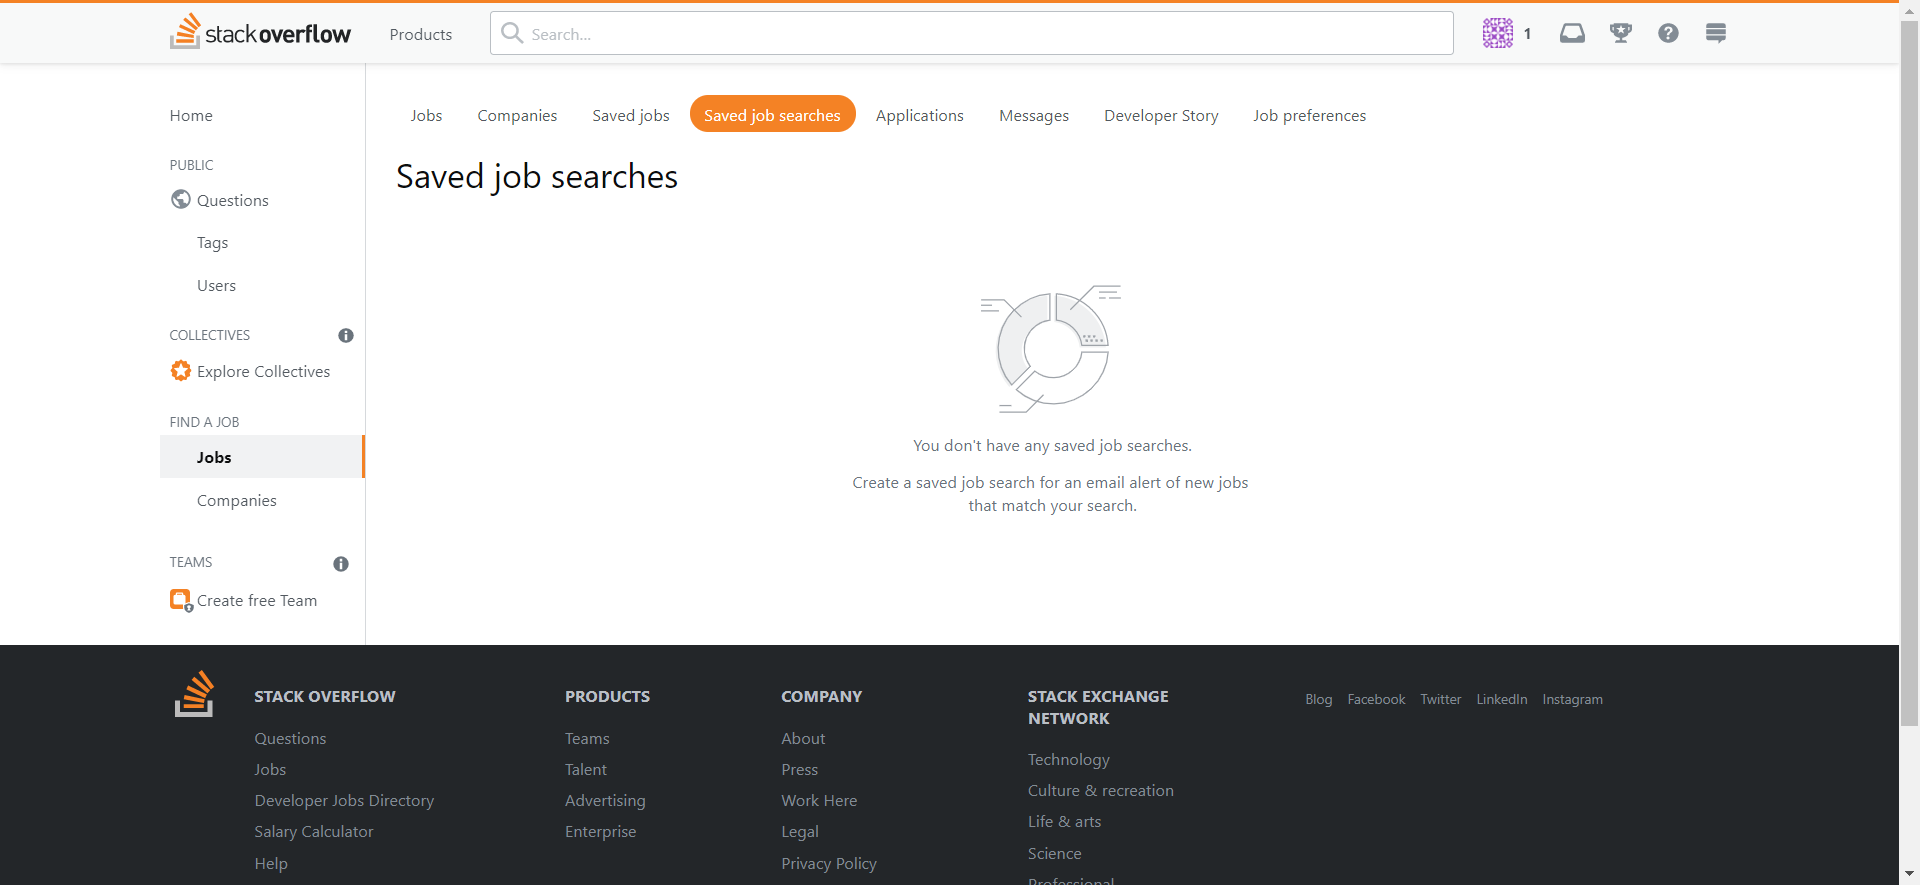 stackoverflow
Products
Search...
1
Home
PUBLIC
Questions
Tags
Users
COLLECTIVES
Explore Collectives
FIND A JOB
Jobs
Companies
TEAMS
Create free Team
Jobs Companies Saved jobs Saved job searches Applications Messages Developer Story Job preferences
Saved job searches
You don't have any saved job searches.
Create a saved job search for an email alert of new jobs
that match your search.
STACK OVERFLOW
Questions
Jobs
Developer Jobs Directory
Salary Calculator
Help
PRODUCTS
Teams
Talent
Advertising
Enterprise
COMPANY
About
Press
Work Here
Legal
Privacy Policy
STACK EXCHANGE
NETWORK
Technology
Culture & recreation
Life & arts
Science
Professional
Blog Facebook Twitter LinkedIn Instagram